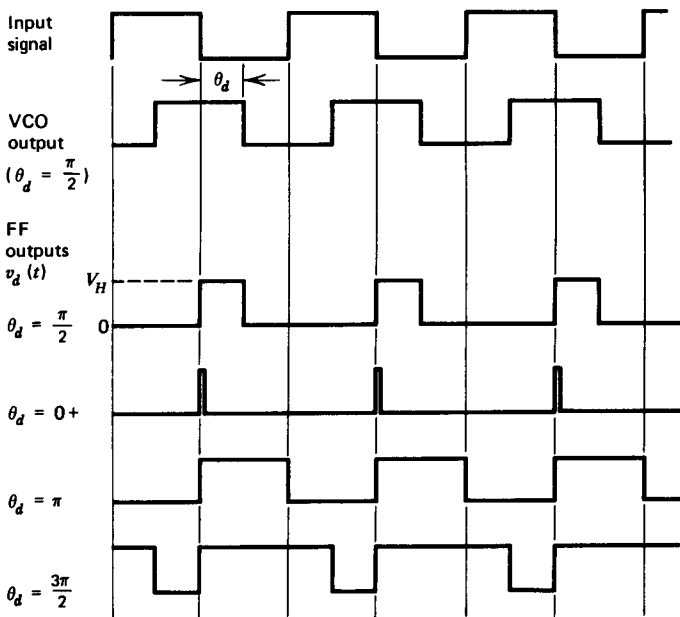 Input
signal
θd
VCO
output
(θd = π/2)
FF
outputs
vd (t)
VH
θd = π/2
0
θd = 0+
θd = π
θd = 3π/2